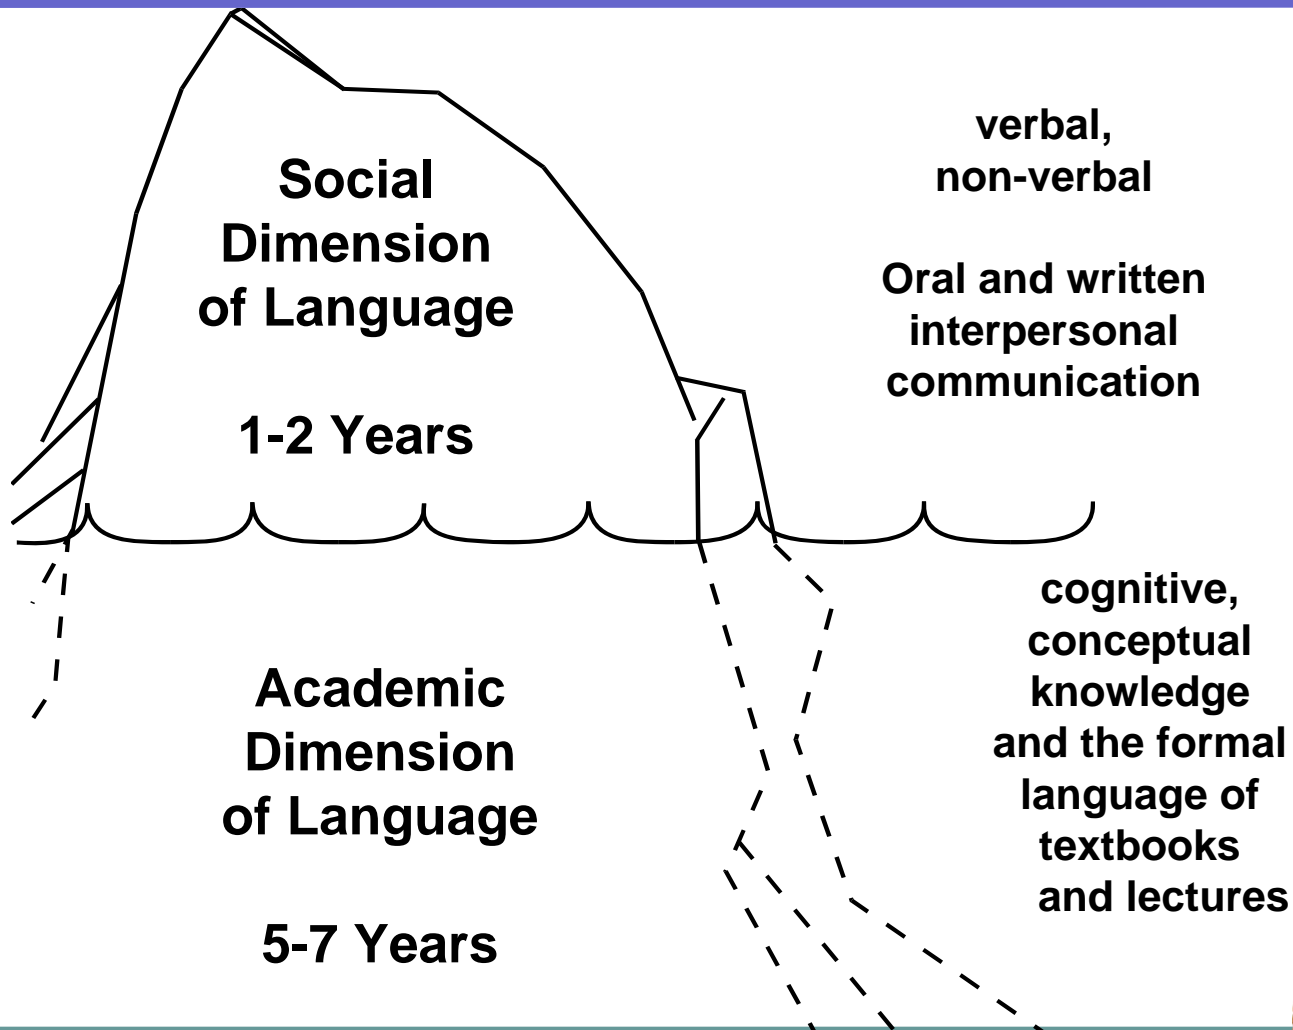 Social
Dimension
of Language
1-2 Years
verbal,
non-verbal
Oral and written
interpersonal
communication
Academic
Dimension
of Language
5-7 Years
cognitive,
conceptual
knowledge
and the formal
language of
textbooks
and lectures